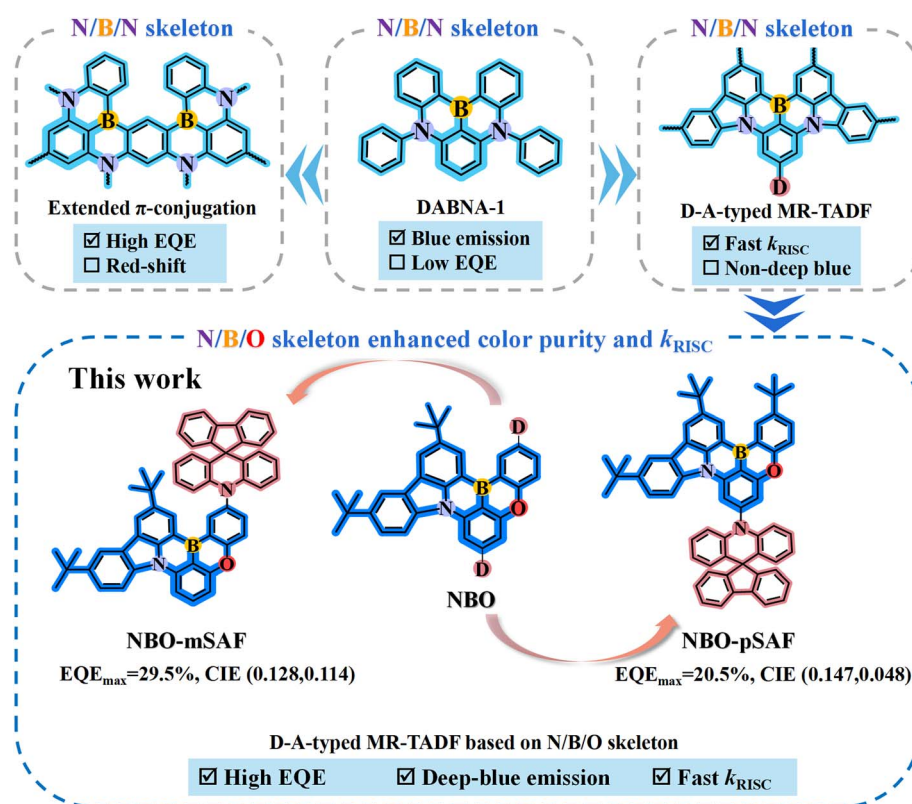 N/B/N skeleton
N/B/N skeleton
N/B/N skeleton
N
N
B
B
N
N
B
N
N
B
N
N
D
Extended π-conjugation
☑ High EQE
☐ Red-shift
DABNA-1
☑ Blue emission
☐ Low EQE
D-A-typed MR-TADF
☑ Fast kRISC
☐ Non-deep blue
N/B/O skeleton enhanced color purity and kRISC
This work
N
B
N
O
NBO-mSAF
EQEmax=29.5%, CIE (0.128,0.114)
D
B
N
O
D
NBO
B
N
O
N
NBO-pSAF
EQEmax=20.5%, CIE (0.147,0.048)
D-A-typed MR-TADF based on N/B/O skeleton
☑ High EQE ☑ Deep-blue emission ☑ Fast kRISC